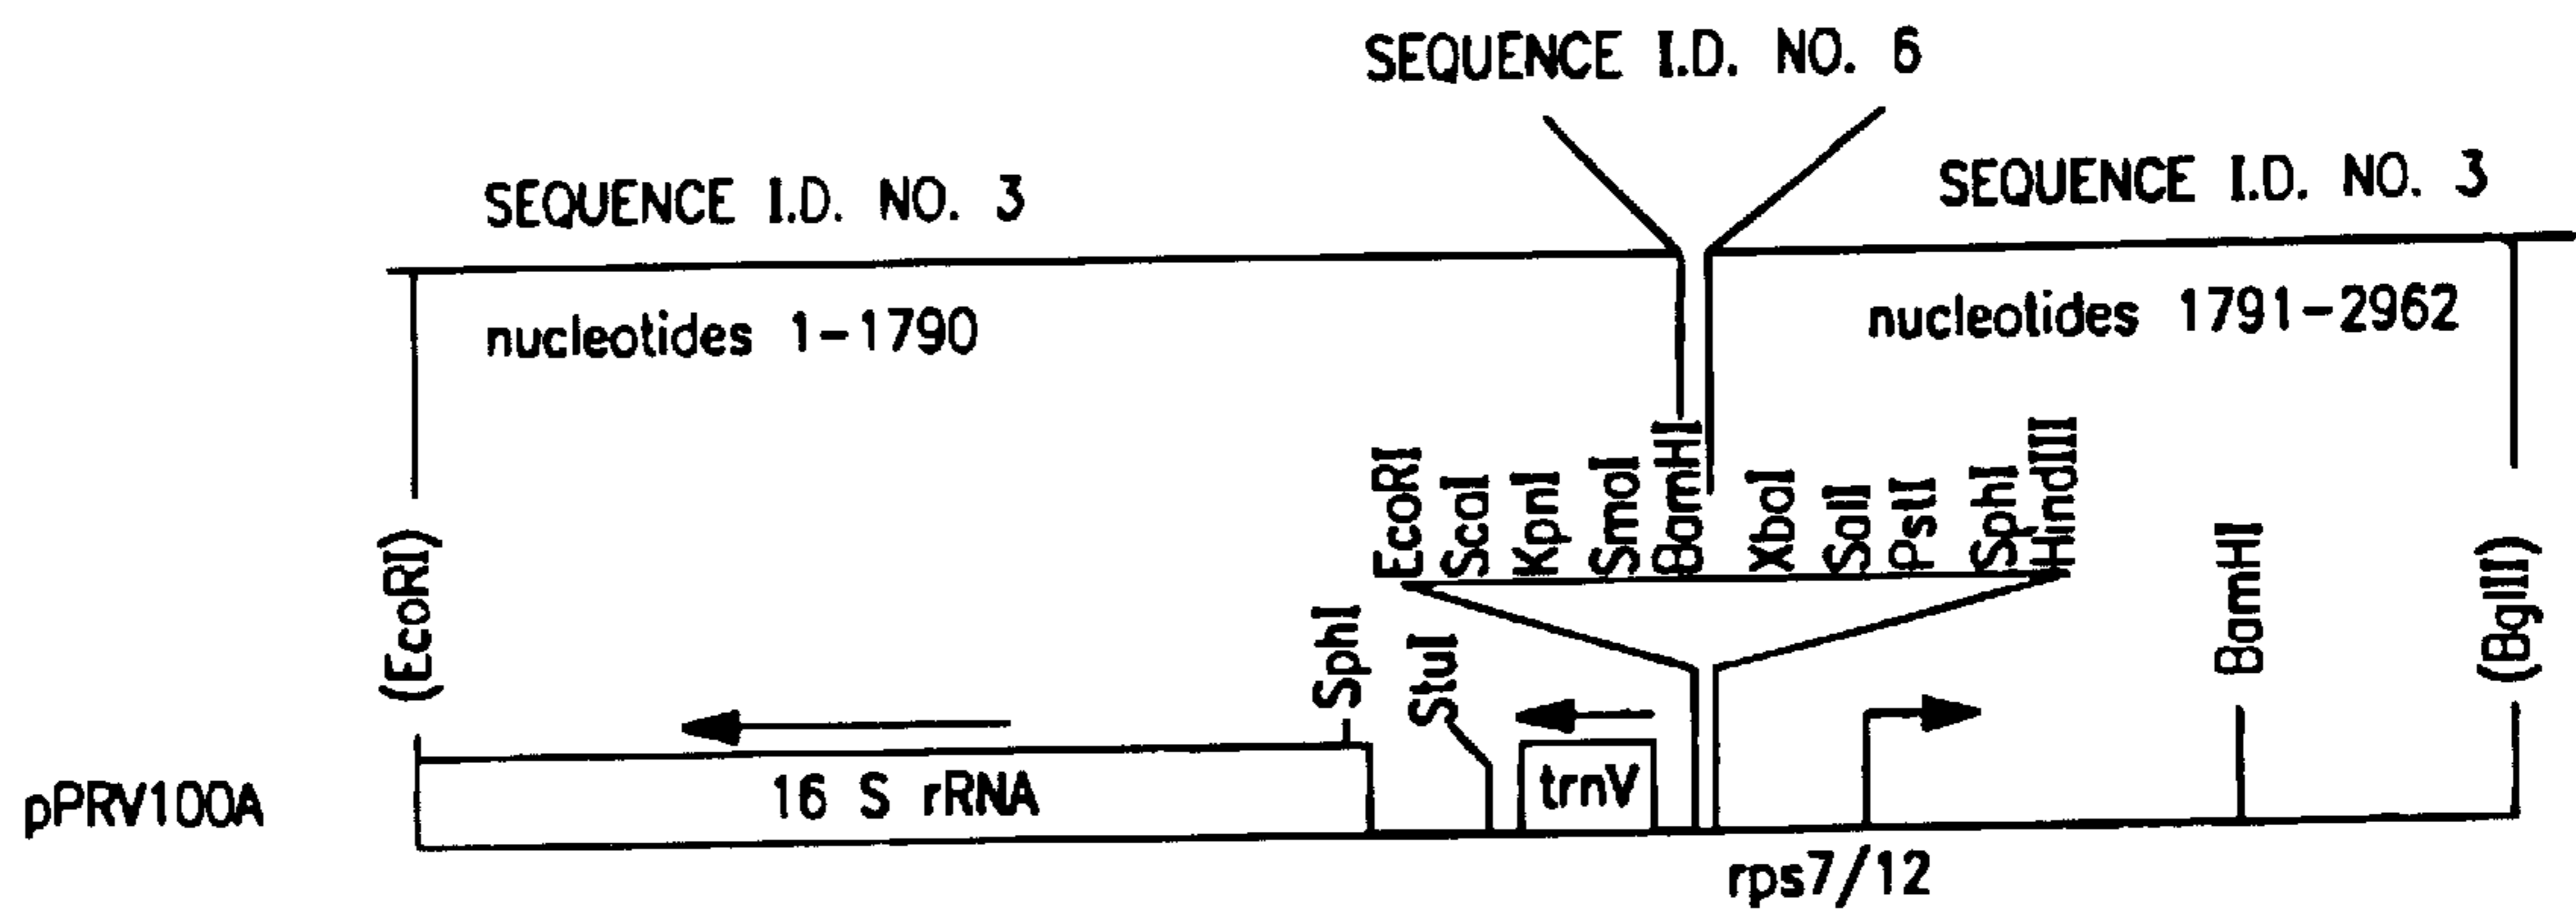 SEQUENCE I.D. NO. 6
SEQUENCE I.D. NO. 3
SEQUENCE I.D. NO. 3
nucleotides 1-1790
nucleotides 1791-2962
EcoRI
ScaI
KpnI
SmaI
BamHI
XbaI
SalI
PstI
SphI
HindIII
(EcoRI)
SphI
StuI
BamHI
(BglII)
pPRV100A
16 S rRNA
trnV
rps7/12